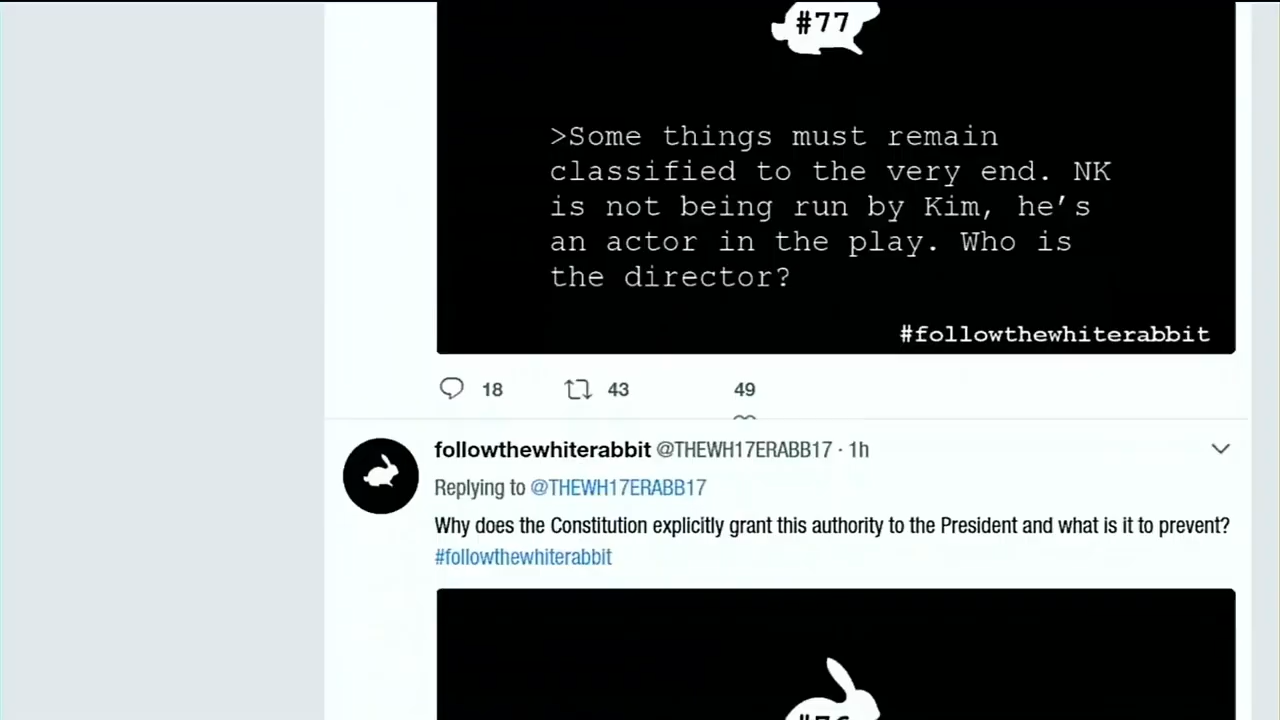 #77
>Some things must remain
classified to the very end. NK
is not being run by Kim, he's
an actor in the play. Who is
the director?
#followthewhiterabbit
18 43 49
followthewhiterabbit @THEWH17ERABB17 · 1h
Replying to @THEWH17ERABB17
Why does the Constitution explicitly grant this authority to the President and what is it to prevent?
#followthewhiterabbit
#76